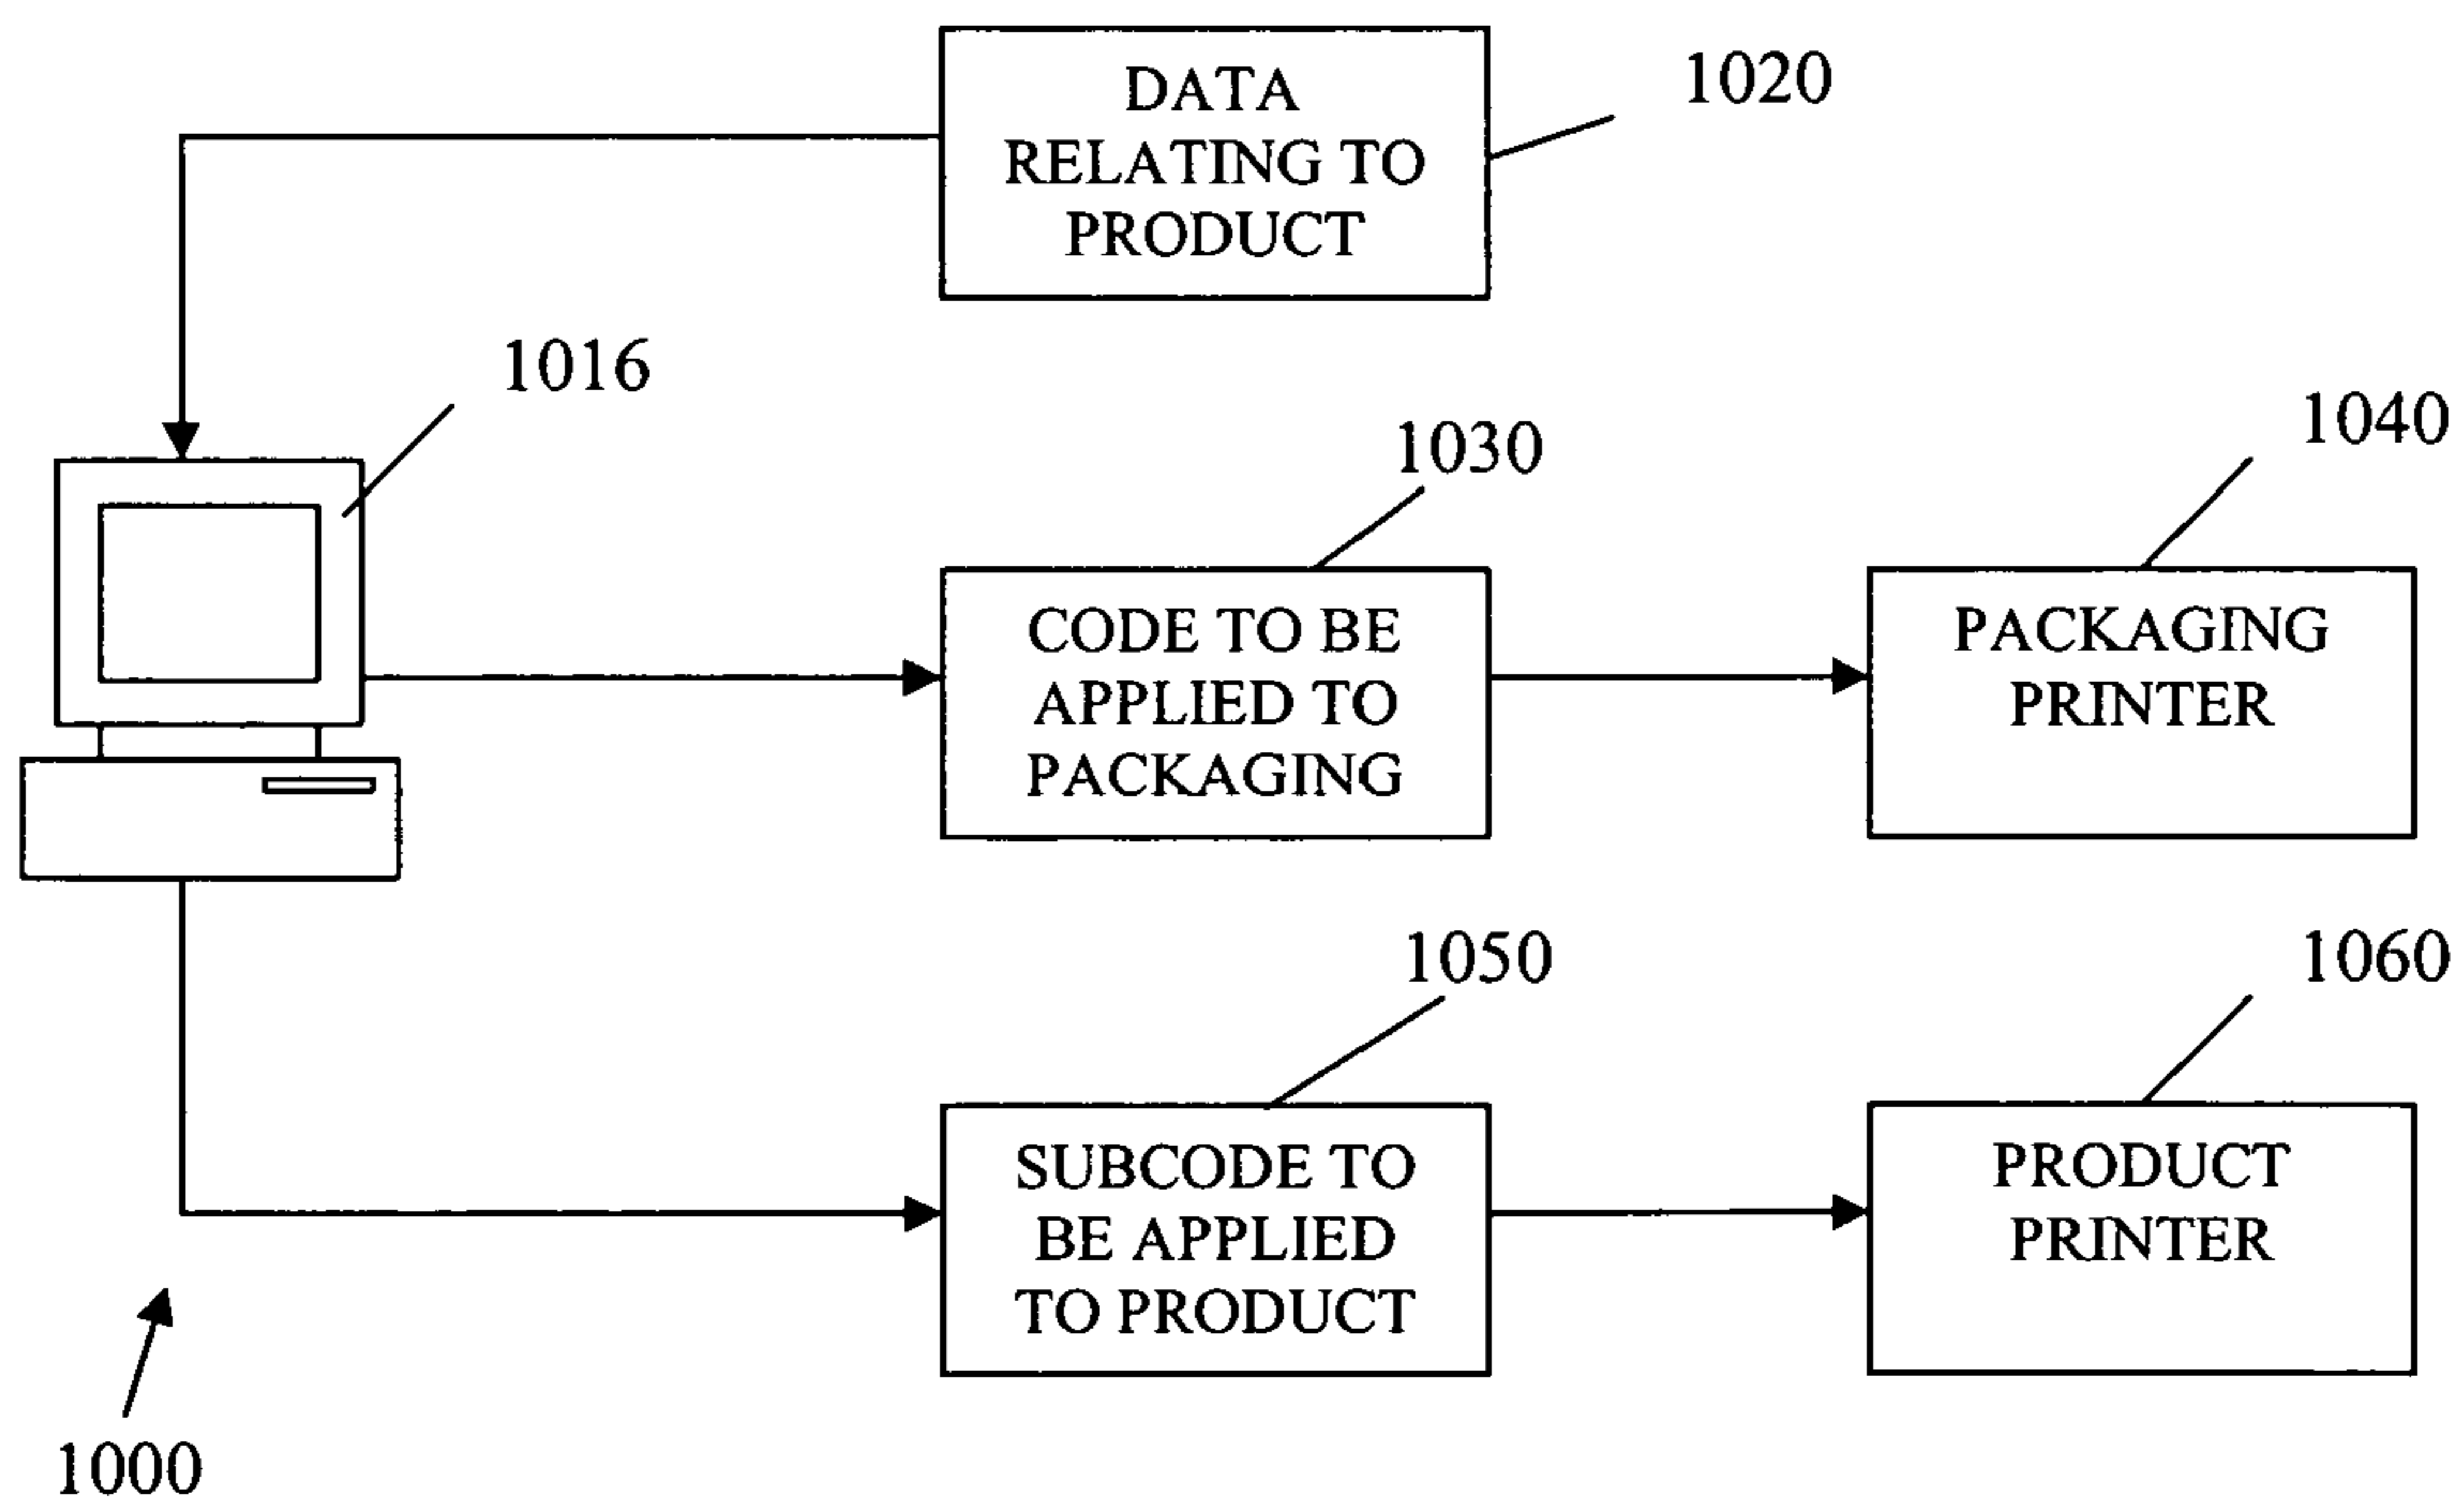 DATA
RELATING TO
PRODUCT
1020
1016
1030
1040
CODE TO BE
APPLIED TO
PACKAGING
PACKAGING
PRINTER
1050
1060
SUBCODE TO
BE APPLIED
TO PRODUCT
PRODUCT
PRINTER
1000